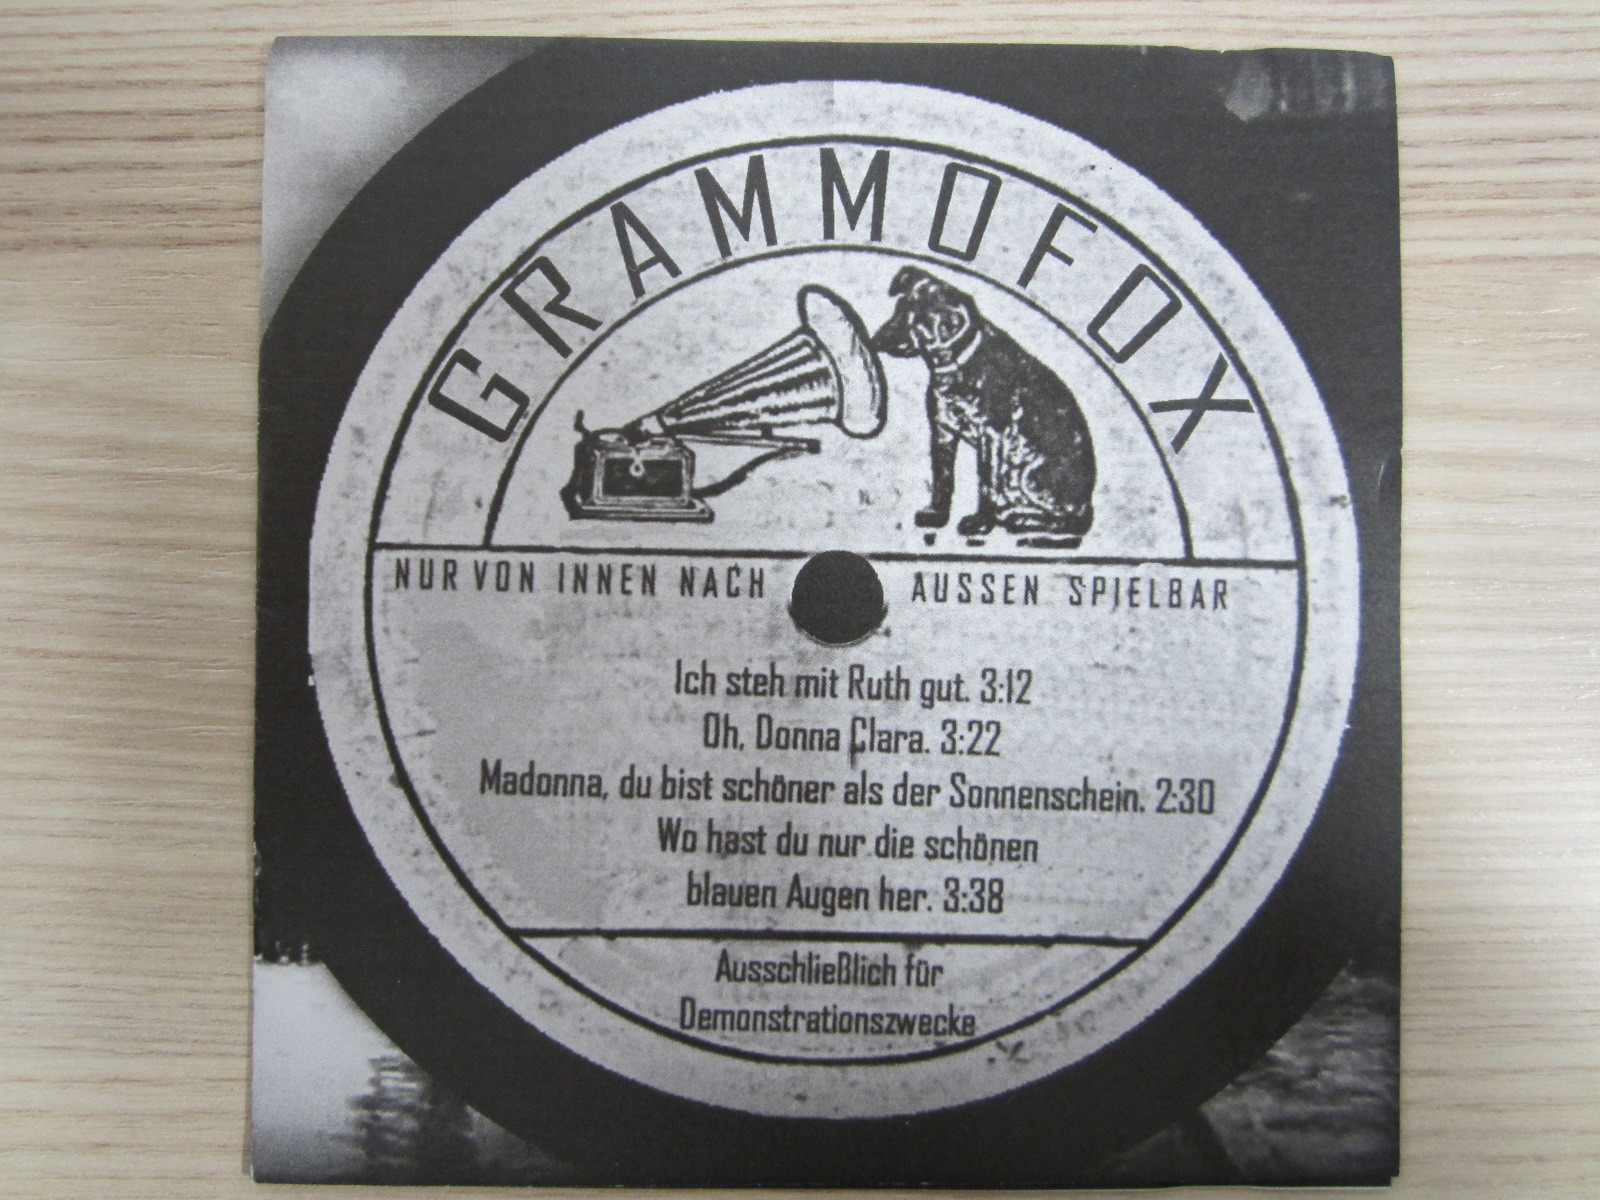 GRAMMOFOX
NUR VON INNEN NACH AUSSEN SPIELBAR
Ich steh mit Ruth gut. 3:12
Oh, Donna Clara. 3:22
Madonna, du bist schöner als der Sonnenschein. 2:30
Wo hast du nur die schönen
blauen Augen her. 3:38
Ausschließlich für
Demonstrationszwecke